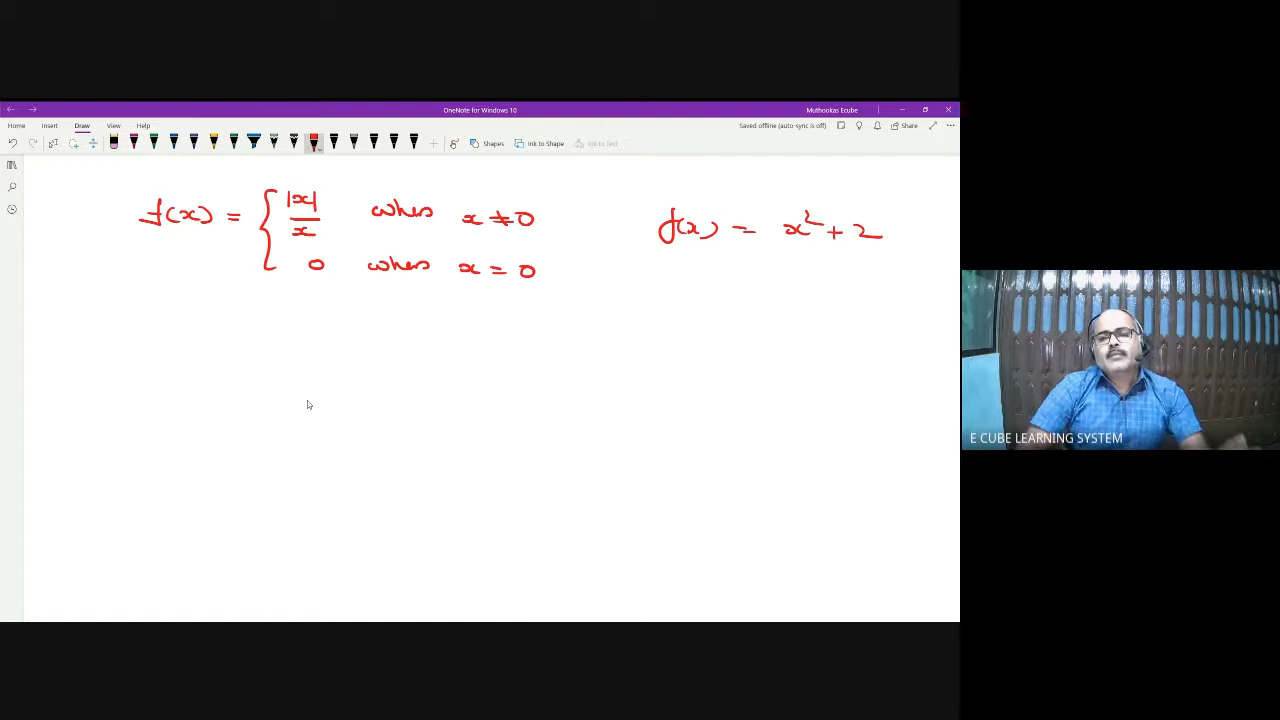 OneNote for Windows 10
Muthookas Ecube
Home Insert Draw View Help
Saved offline (auto-sync is off)
Share
Shapes
Ink to Shape
Ink to Text
f(x) = { |x|/x when x ≠ 0
0 when x = 0
f(x) = x² + 2
E CUBE LEARNING SYSTEM